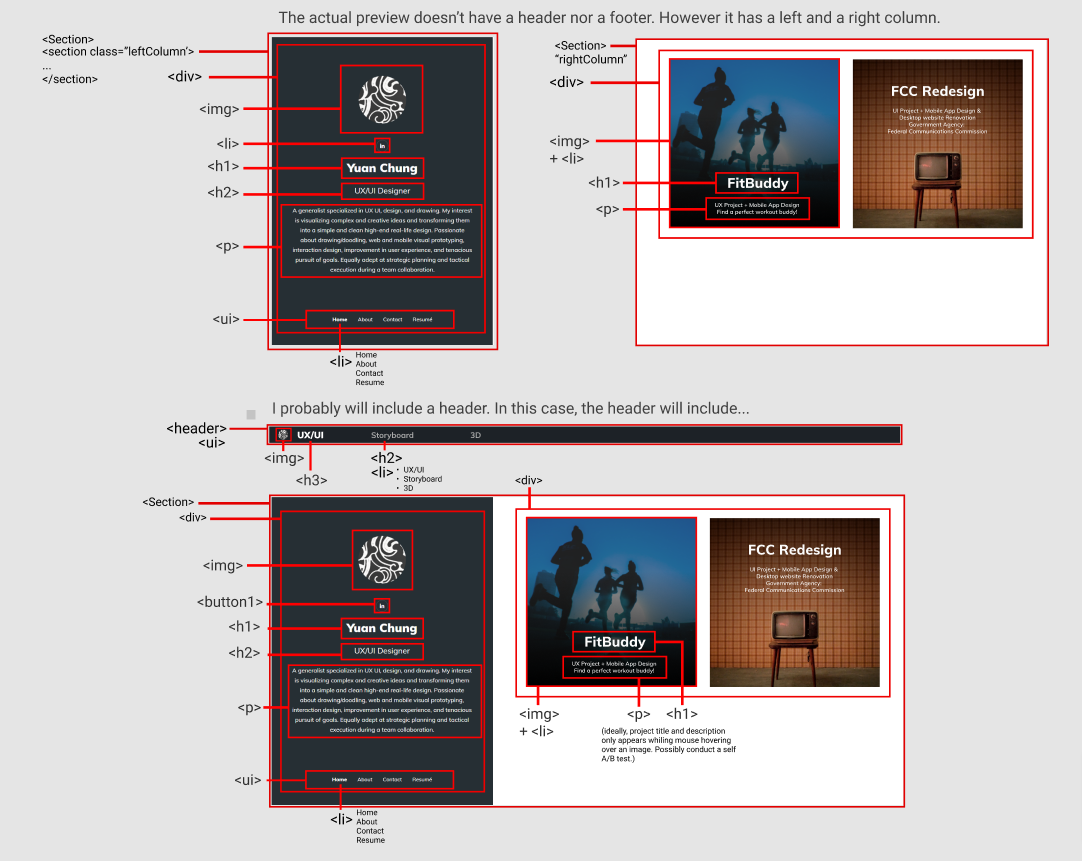 The actual preview doesn't have a header nor a footer. However it has a left and a right column.
<Section>
<section class="leftColumn'>
...
</section>
<div>
<img>
<li>
<h1>
<h2>
<p>
<ui>
in
Yuan Chung
UX/UI Designer
A generalist specialized in UX UI, design, and drawing. My interest
is visualizing complex and creative ideas and transforming them
into a simple and clean high-end real-life design. Passionate
about drawing/doodling, web and mobile visual prototyping,
interaction design, improvement in user experience, and tenacious
pursuit of goals. Equally adept at strategic planning and tactical
execution during a team collaboration.
Home About Contact Resumé
<li> Home
About
Contact
Resume
<Section>
"rightColumn"
<div>
<img>
+ <li>
<h1>
<p>
FitBuddy
UX Project + Mobile App Design
Find a perfect workout buddy!
FCC Redesign
UI Project + Mobile App Design &
Desktop website Renovation
Government Agency:
Federal Communications Commission
I probably will include a header. In this case, the header will include...
<header>
<ui>
UX/UI Storyboard 3D
<img>
<h3>
<h2>
<li> • UX/UI
• Storyboard
• 3D
<Section>
<div>
<div>
<img>
<button1>
<h1>
<h2>
<p>
<ui>
in
Yuan Chung
UX/UI Designer
A generalist specialized in UX UI, design, and drawing. My interest
is visualizing complex and creative ideas and transforming them
into a simple and clean high-end real-life design. Passionate
about drawing/doodling, web and mobile visual prototyping,
interaction design, improvement in user experience, and tenacious
pursuit of goals. Equally adept at strategic planning and tactical
execution during a team collaboration.
Home About Contact Resumé
<li> Home
About
Contact
Resume
FitBuddy
UX Project + Mobile App Design
Find a perfect workout buddy!
FCC Redesign
UI Project + Mobile App Design &
Desktop website Renovation
Government Agency:
Federal Communications Commission
<img>
+ <li>
<p>
<h1>
(ideally, project title and description
only appears whiling mouse hovering
over an image. Possibly conduct a self
A/B test.)